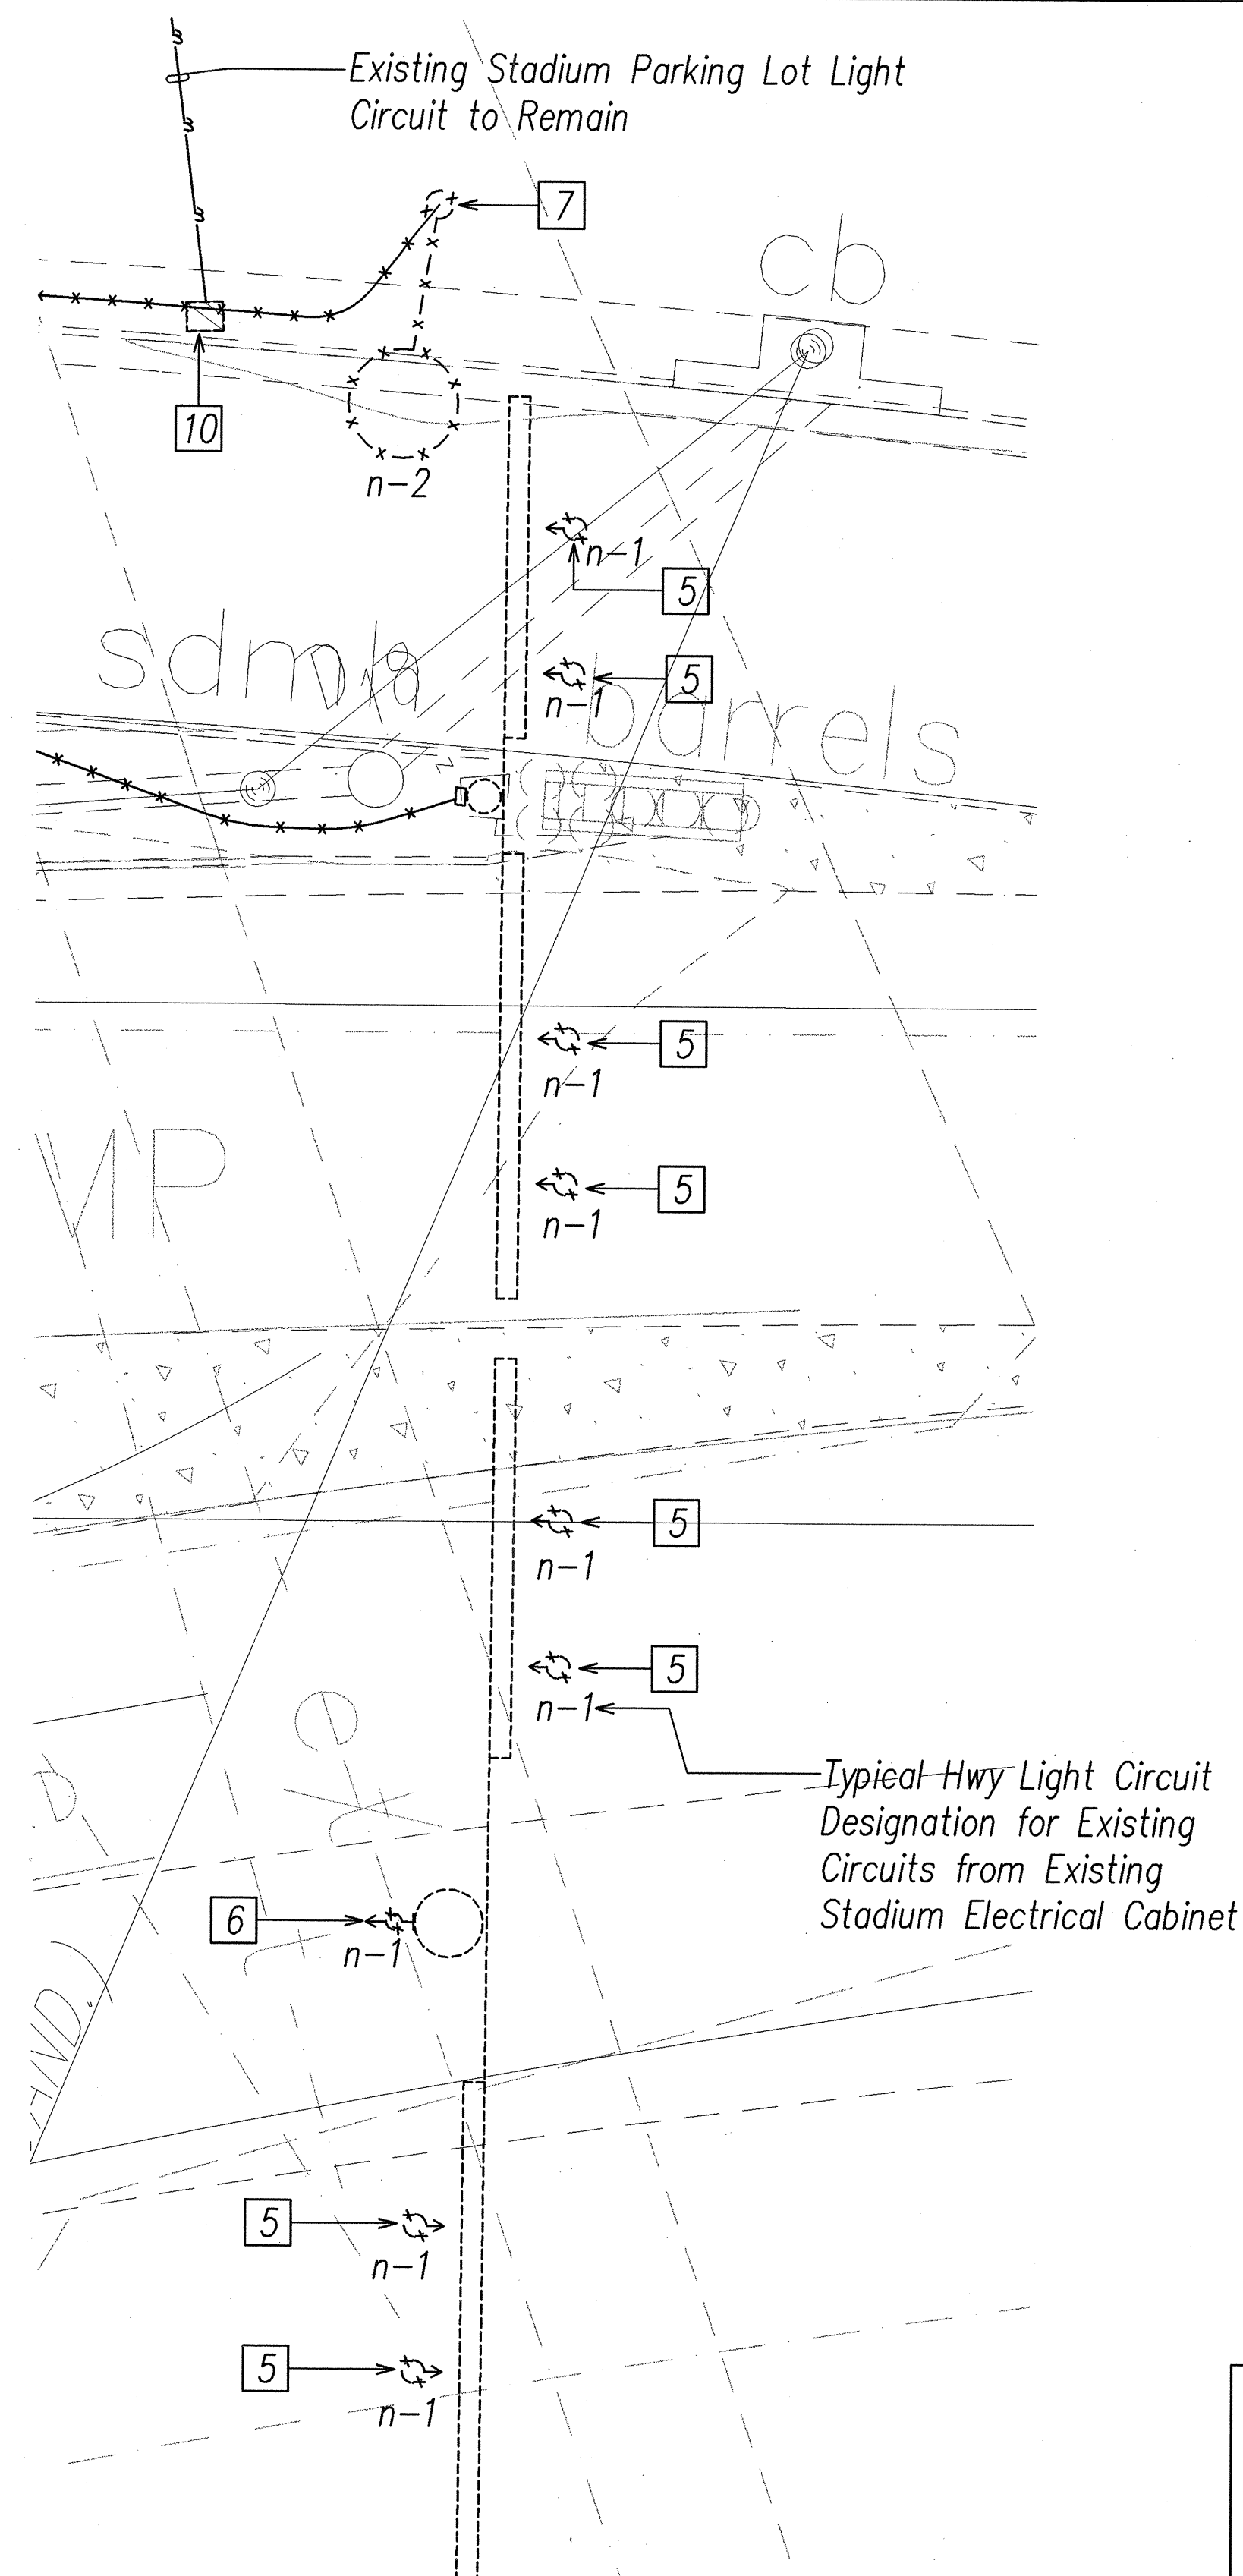 Existing Stadium Parking Lot Light
Circuit to Remain
7
cb
10
n-2
n-1
5
sdmh
5
n-1
barrels
5
n-1
5
n-1
5
n-1
5
n-1
Typical Hwy Light Circuit
Designation for Existing
Circuits from Existing
Stadium Electrical Cabinet
6
n-1
5
n-1
5
n-1